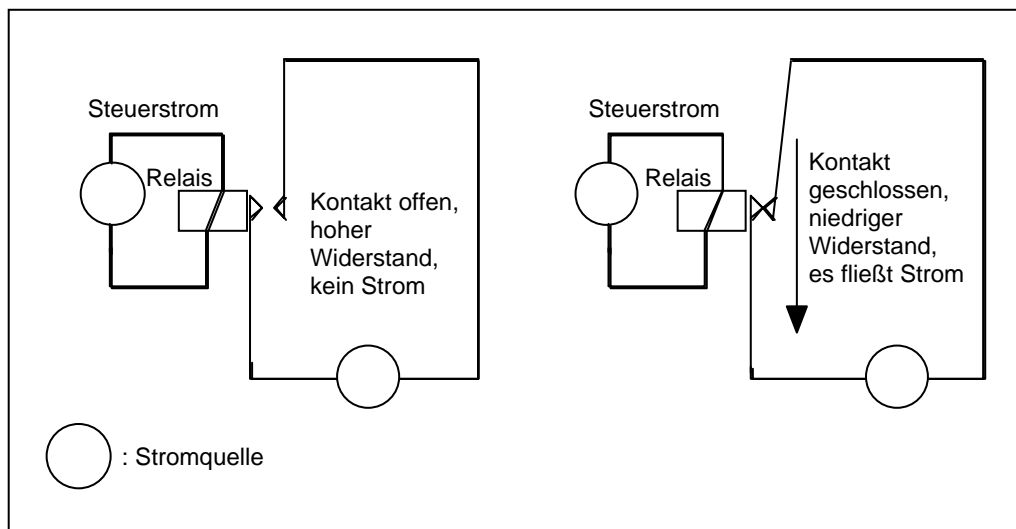 Steuerstrom
Relais
Kontakt offen,
hoher
Widerstand,
kein Strom
Steuerstrom
Relais
Kontakt
geschlossen,
niedriger
Widerstand,
es fließt Strom
: Stromquelle